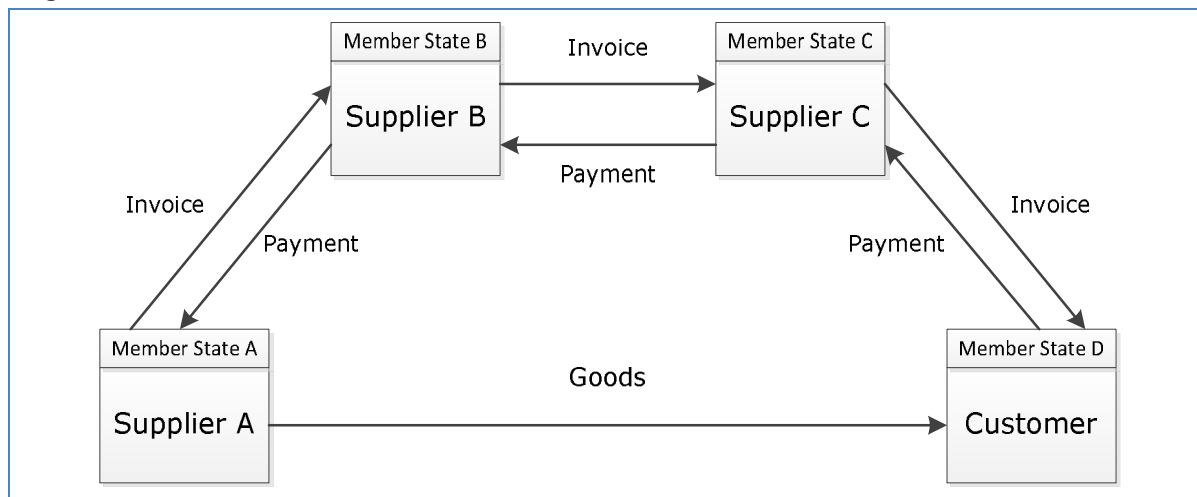 Member State B
Supplier B
Invoice
Payment
Member State C
Supplier C
Invoice
Payment
Invoice
Payment
Member State A
Supplier A
Goods
Member State D
Customer